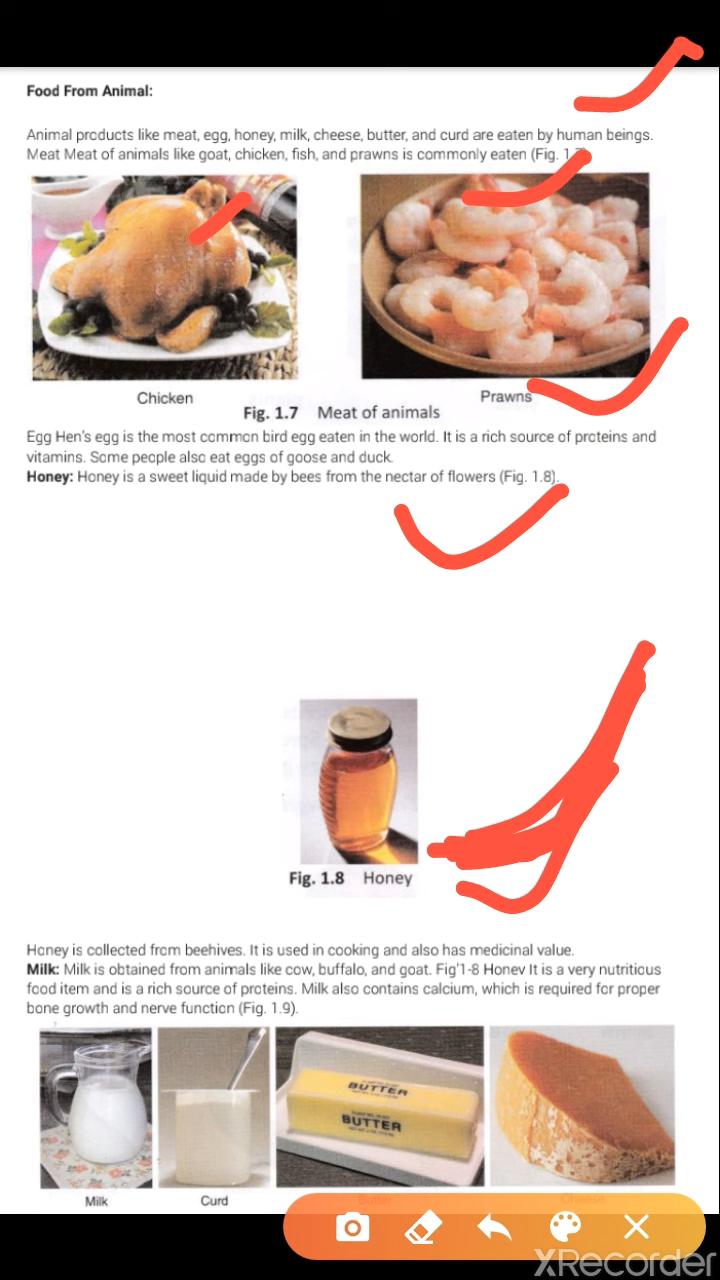 Food From Animal:
Animal products like meat, egg, honey, milk, cheese, butter, and curd are eaten by human beings.
Meat Meat of animals like goat, chicken, fish, and prawns is commonly eaten (Fig. 1.7)
Chicken
Prawns
Fig. 1.7 Meat of animals
Egg Hen's egg is the most common bird egg eaten in the world. It is a rich source of proteins and
vitamins. Some people also eat eggs of goose and duck.
Honey: Honey is a sweet liquid made by bees from the nectar of flowers (Fig. 1.8).
Fig. 1.8 Honey
Honey is collected from beehives. It is used in cooking and also has medicinal value.
Milk: Milk is obtained from animals like cow, buffalo, and goat. Fig'1-8 Honev It is a very nutritious
food item and is a rich source of proteins. Milk also contains calcium, which is required for proper
bone growth and nerve function (Fig. 1.9).
BUTTER
BUTTER
Milk
Curd
Butter
Cheese
XRecorder